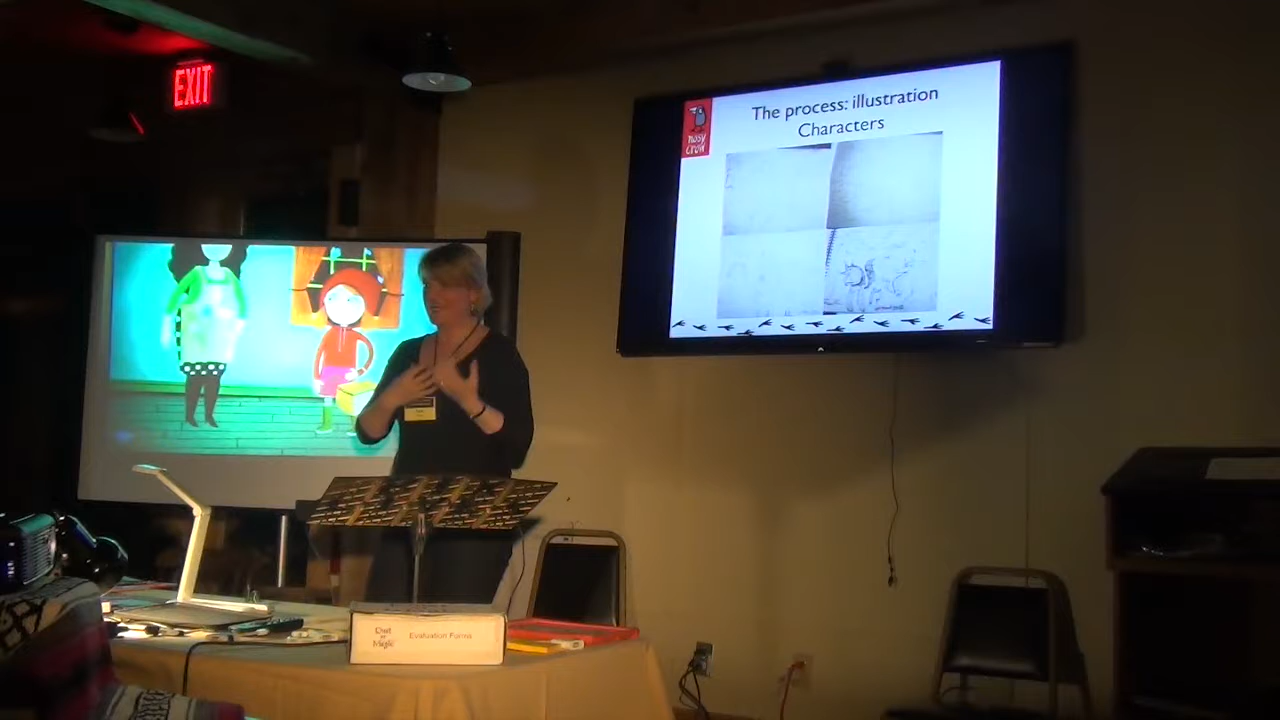 EXIT
nosy
crow
The process: illustration
Characters
Evaluation Forms